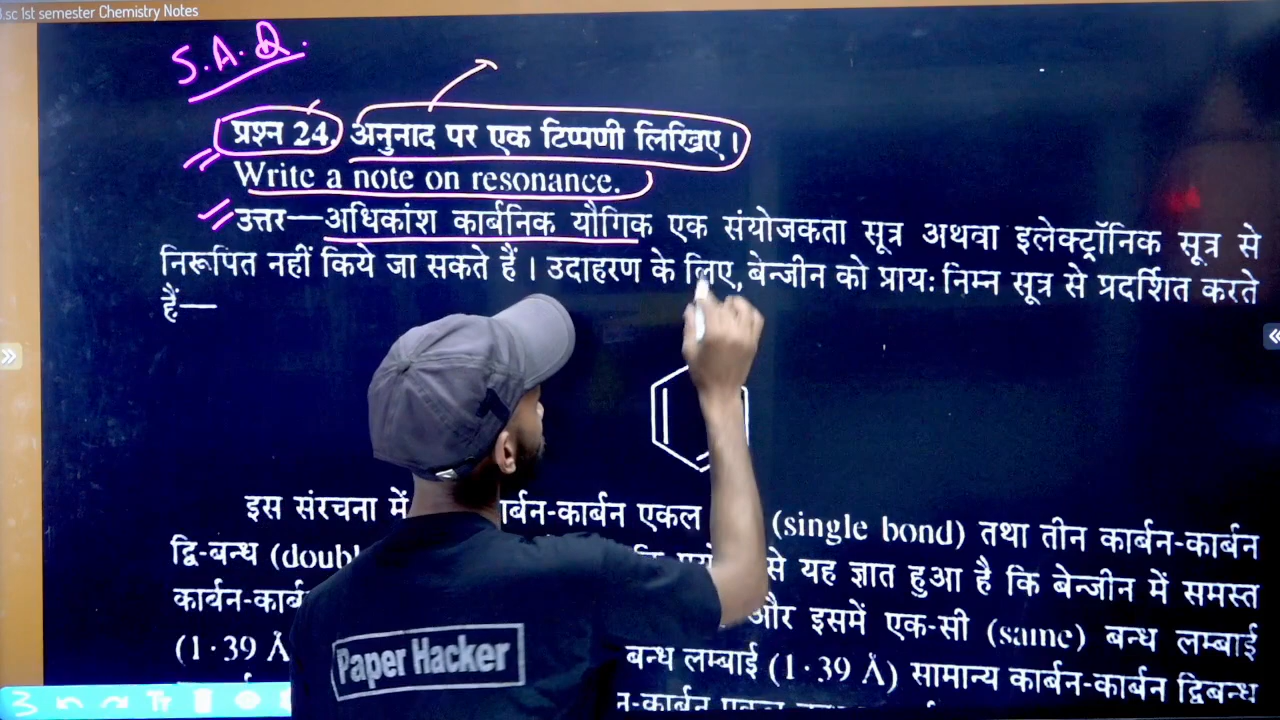 B.sc 1st semester Chemistry Notes
S.A.Q.
प्रश्न 24. अनुनाद पर एक टिप्पणी लिखिए।
Write a note on resonance.
उत्तर—अधिकांश कार्बनिक यौगिक एक संयोजकता सूत्र अथवा इलेक्ट्रॉनिक सूत्र से
निरूपित नहीं किये जा सकते हैं। उदाहरण के लिए, बेन्जीन को प्रायः निम्न सूत्र से प्रदर्शित करते
हैं—
इस संरचना में कार्बन-कार्बन एकल (single bond) तथा तीन कार्बन-कार्बन
द्वि-बन्ध (doubl से यह ज्ञात हुआ है कि बेन्जीन में समस्त
कार्बन-कार्ब और इसमें एक-सी (same) बन्ध लम्बाई
(1·39 Å बन्ध लम्बाई (1·39 Å) सामान्य कार्बन-कार्बन द्विबन्ध
Paper Hacker